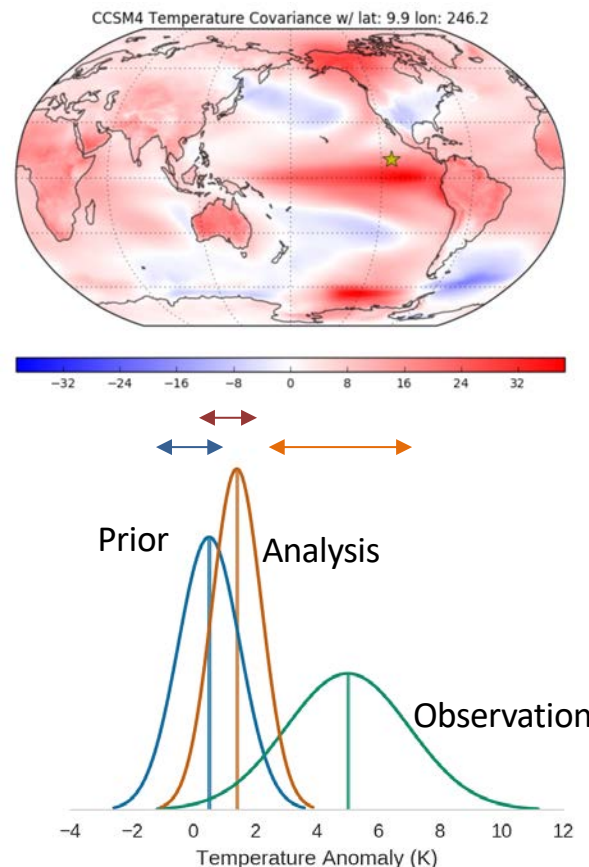 CCSM4 Temperature Covariance w/ lat: 9.9 lon: 246.2
−32 −24 −16 −8 0 8 16 24 32
Prior
Analysis
Observation
−4 −2 0 2 4 6 8 10 12
Temperature Anomaly (K)